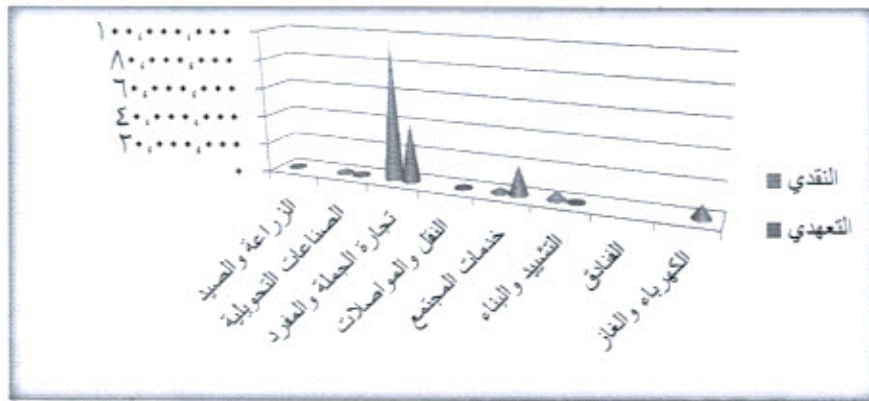 ١٠٠,٠٠٠,٠٠٠
٨٠,٠٠٠,٠٠٠
٦٠,٠٠٠,٠٠٠
٤٠,٠٠٠,٠٠٠
٢٠,٠٠٠,٠٠٠
٠
الزراعة والصيد
الصناعات التحويلية
تجارة الجملة والمفرد
النقل والمواصلات
خدمات المجتمع
التشييد والبناء
الفنادق
الكهرباء والغاز
النقدي
التعهدي